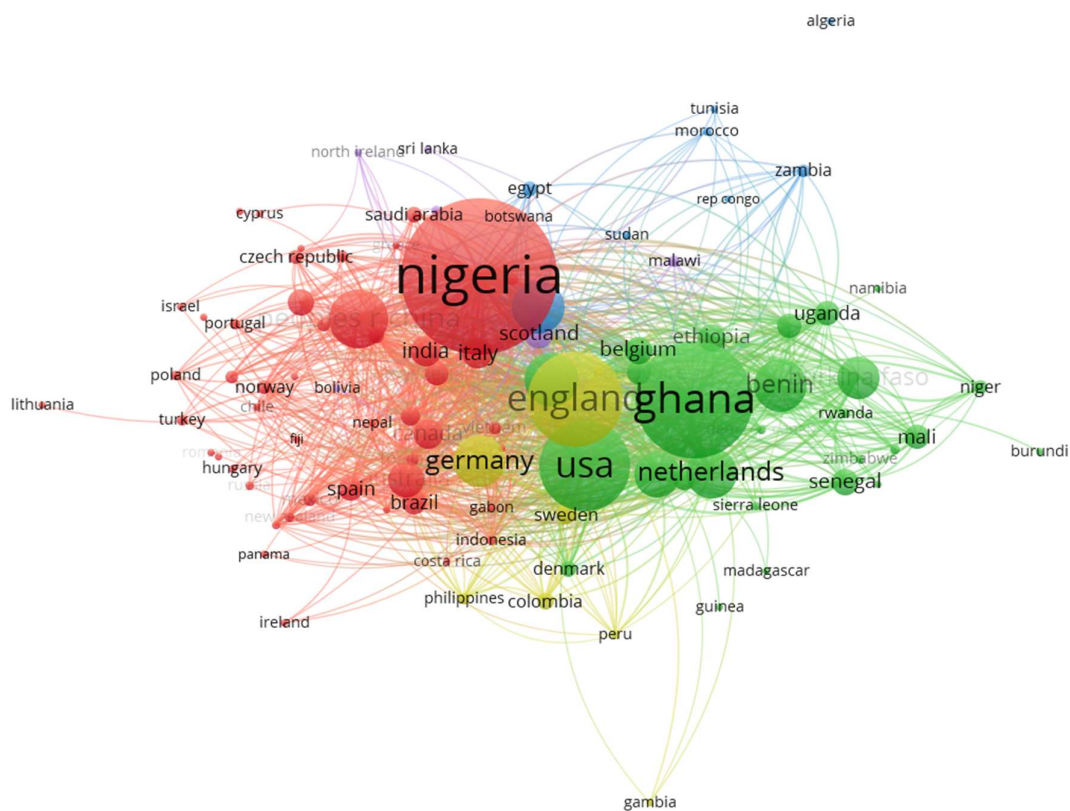 algeria
tunisia
morocco
north ireland
sri lanka
zambia
egypt
rep congo
cyprus
saudi arabia
botswana
sudan
czech republic
malawi
nigeria
namibia
israel
uganda
portugal
scotland
ethiopia
india
italy
belgium
poland
norway
bolivia
benin
niger
lithuania
chile
england
ghana
rwanda
turkey
nepal
canada
vietnam
fiji
mali
burundi
hungary
germany
usa
netherlands
zimbabwe
senegal
spain
brazil
gabon
sierra leone
sweden
indonesia
panama
costa rica
denmark
madagascar
philippines
colombia
guinea
ireland
peru
gambia